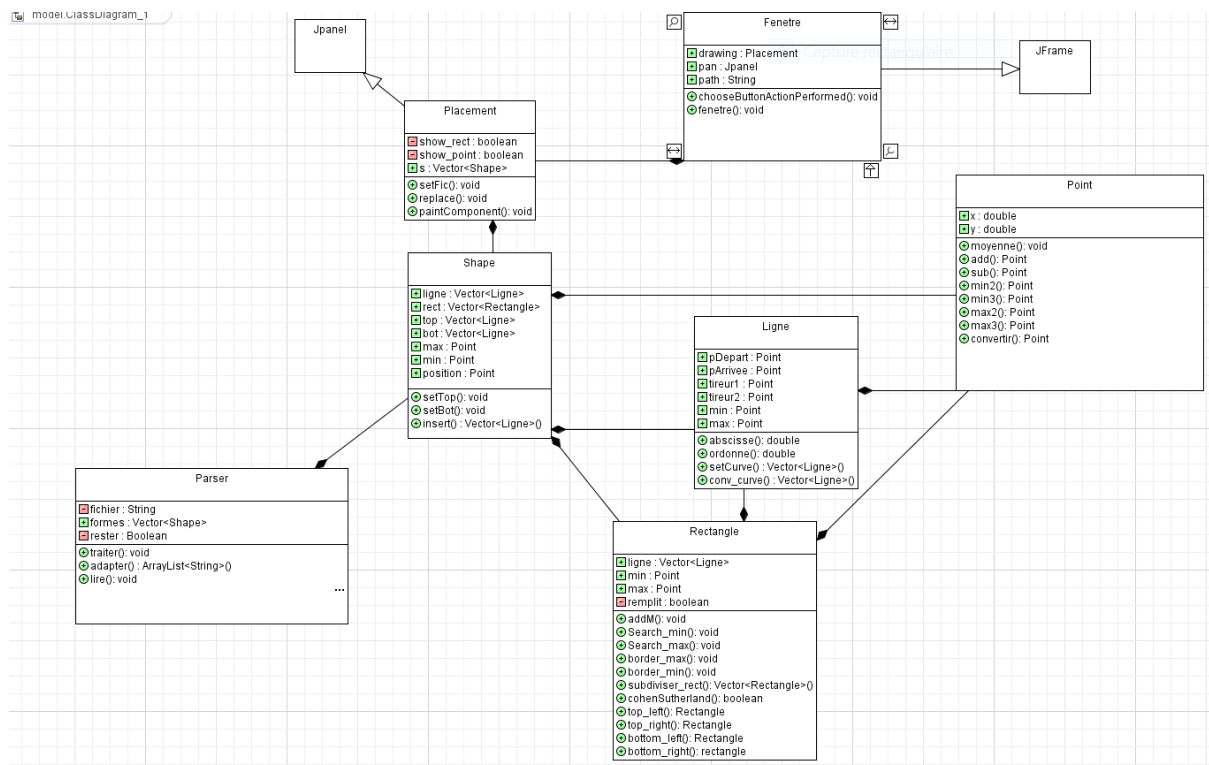 model.ClassDiagram_1
Jpanel
Fenetre
drawing : Placement
pan : Jpanel
path : String
chooseButtonActionPerformed(): void
fenetre(): void
Capture rectangulaire
JFrame
Placement
show_rect : boolean
show_point : boolean
s : Vector<Shape>
setFic(): void
replace(): void
paintComponent(): void
Point
x : double
y : double
moyenne(): void
add(): Point
sub(): Point
min2(): Point
min3(): Point
max2(): Point
max3(): Point
convertir(): Point
Shape
ligne : Vector<Ligne>
rect : Vector<Rectangle>
top : Vector<Ligne>
bot : Vector<Ligne>
max : Point
min : Point
position : Point
setTop(): void
setBot(): void
insert() : Vector<Ligne>()
Ligne
pDepart : Point
pArrivee : Point
tireur1 : Point
tireur2 : Point
min : Point
max : Point
abscisse(): double
ordonne(): double
setCurve() : Vector<Ligne>()
conv_curve() : Vector<Ligne>()
Parser
fichier : String
formes : Vector<Shape>
rester : Boolean
traiter(): void
adapter() : ArrayList<String>()
lire(): void
...
Rectangle
ligne : Vector<Ligne>
min : Point
max : Point
remplit : boolean
addM(): void
Search_min(): void
Search_max(): void
border_max(): void
border_min(): void
subdiviser_rect(): Vector<Rectangle>()
cohenSutherland(): boolean
top_left(): Rectangle
top_right(): Rectangle
bottom_left(): Rectangle
bottom_right(): rectangle